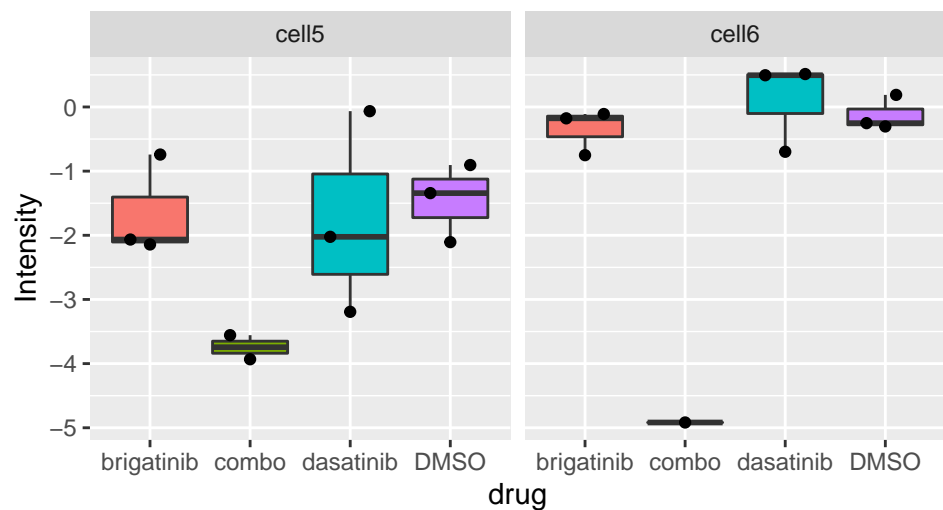 cell5 cell6
Intensity
0
−1
−2
−3
−4
−5
brigatinib combo dasatinib DMSO brigatinib combo dasatinib DMSO
drug